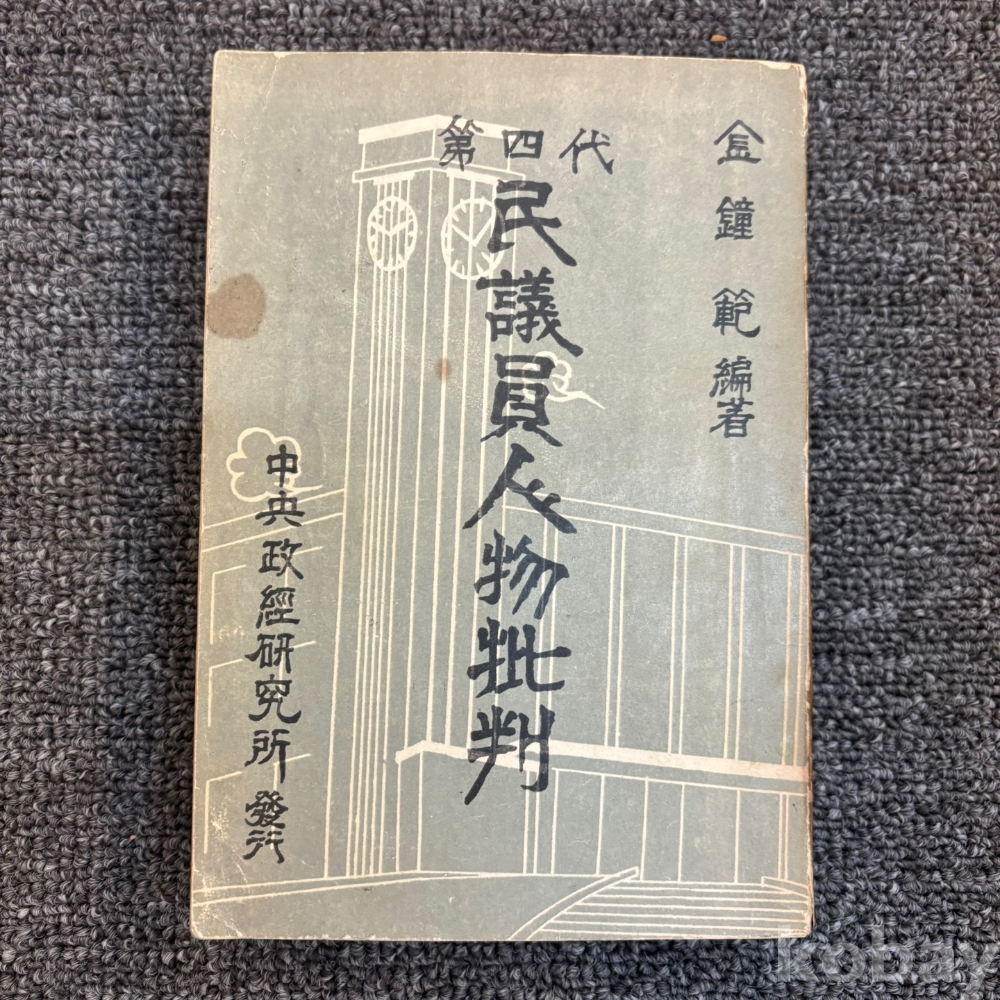 金鐘範編著
第四代
民議員人物批判
中央政經研究所 發行
kobay